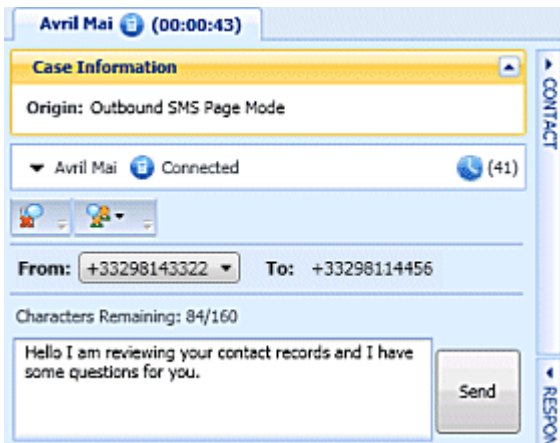 Avril Mai (00:00:43)
Case Information
Origin: Outbound SMS Page Mode
Avril Mai Connected (41)
From: +33298143322 To: +33298114456
Characters Remaining: 84/160
Hello I am reviewing your contact records and I have
some questions for you.
Send
CONTACT
RESPON